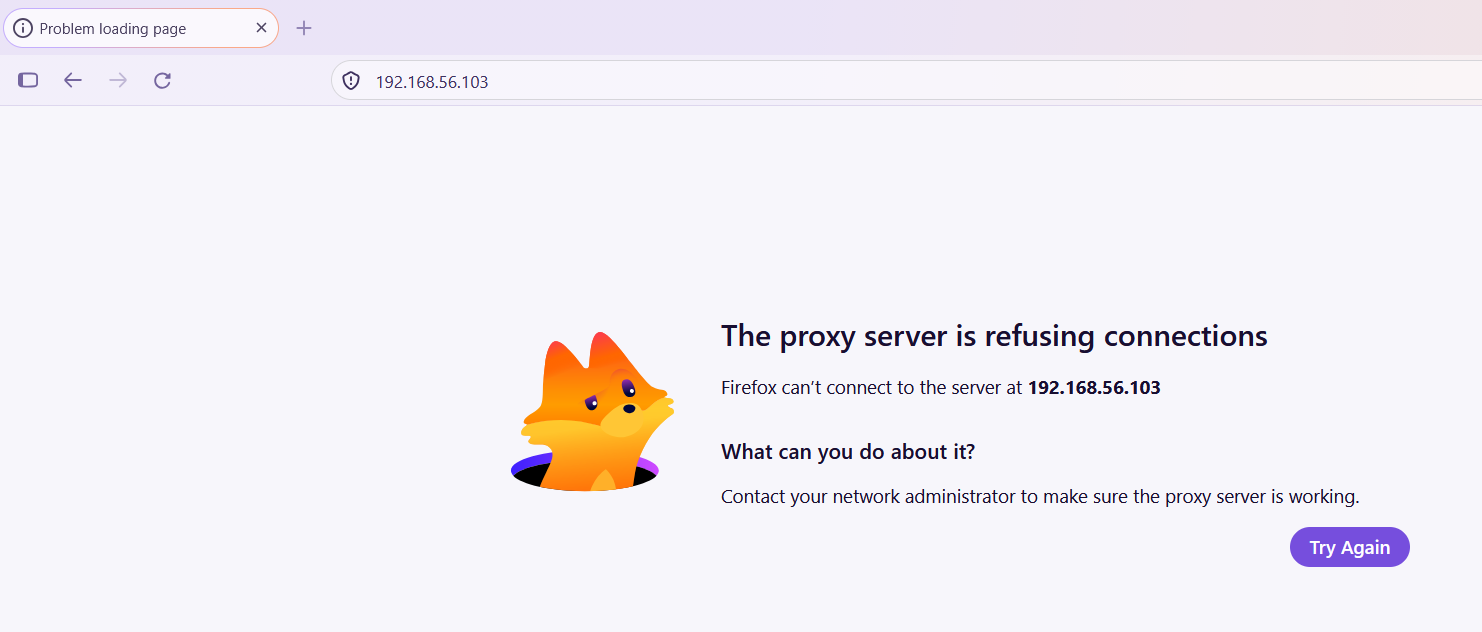 Problem loading page
192.168.56.103
The proxy server is refusing connections
Firefox can’t connect to the server at 192.168.56.103
What can you do about it?
Contact your network administrator to make sure the proxy server is working.
Try Again